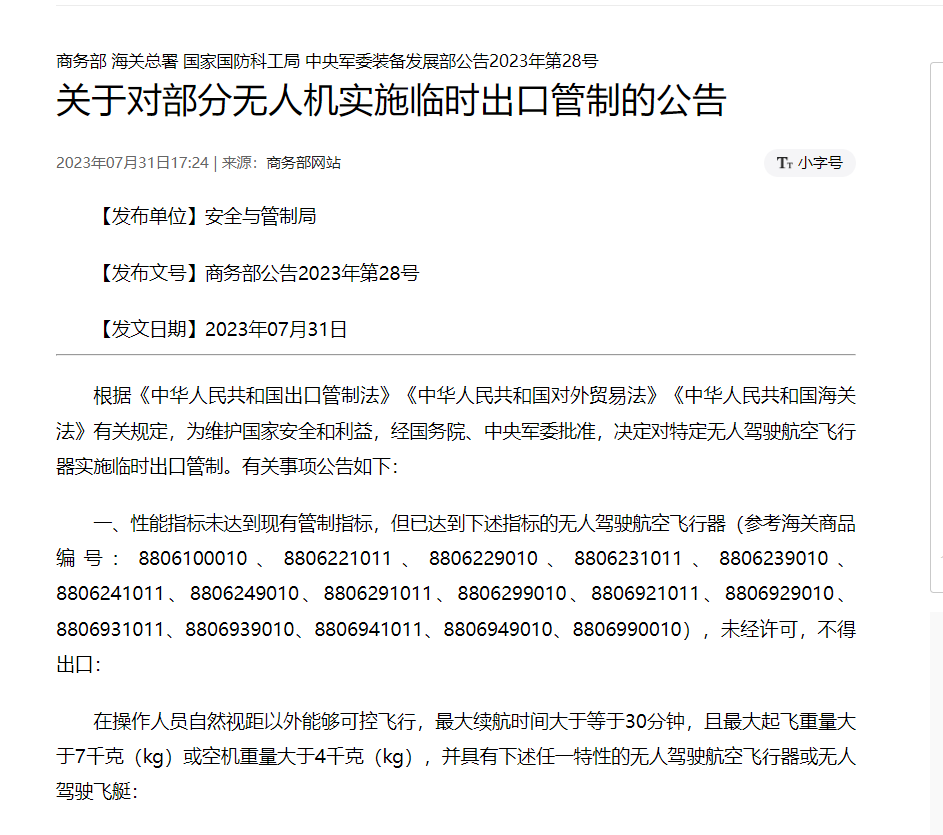 商务部 海关总署 国家国防科工局 中央军委装备发展部公告2023年第28号
关于对部分无人机实施临时出口管制的公告
2023年07月31日17:24 | 来源：商务部网站
TT 小字号
【发布单位】安全与管制局
【发布文号】商务部公告2023年第28号
【发文日期】2023年07月31日
根据《中华人民共和国出口管制法》《中华人民共和国对外贸易法》《中华人民共和国海关
法》有关规定，为维护国家安全和利益，经国务院、中央军委批准，决定对特定无人驾驶航空飞行
器实施临时出口管制。有关事项公告如下：
一、性能指标未达到现有管制指标，但已达到下述指标的无人驾驶航空飞行器（参考海关商品
编号：8806100010、8806221011、8806229010、8806231011、8806239010、
8806241011、8806249010、8806291011、8806299010、8806921011、8806929010、
8806931011、8806939010、8806941011、8806949010、8806990010），未经许可，不得
出口：
在操作人员自然视距以外能够可控飞行，最大续航时间大于等于30分钟，且最大起飞重量大
于7千克（kg）或空机重量大于4千克（kg），并具有下述任一特性的无人驾驶航空飞行器或无人
驾驶飞艇：